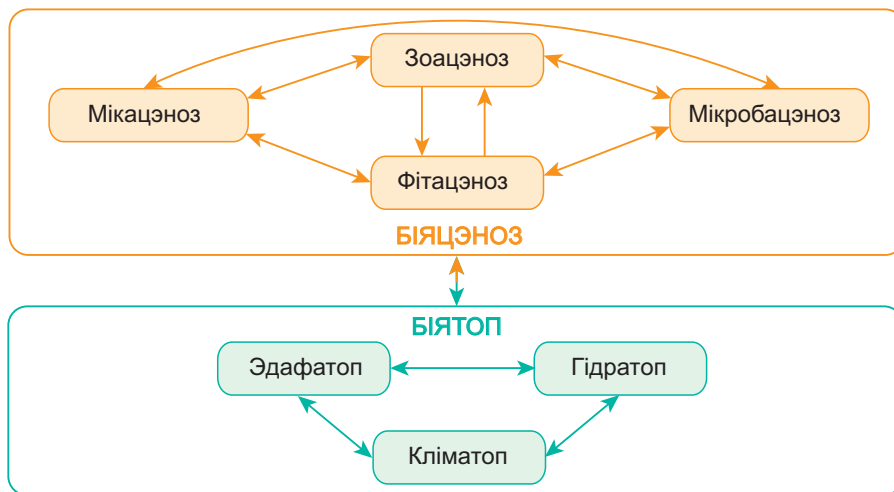 Зоацэноз
Мікацэноз
Мікробацэноз
Фітацэноз
БІЯЦЭНОЗ
БІЯТОП
Эдафатоп
Гідратоп
Кліматоп